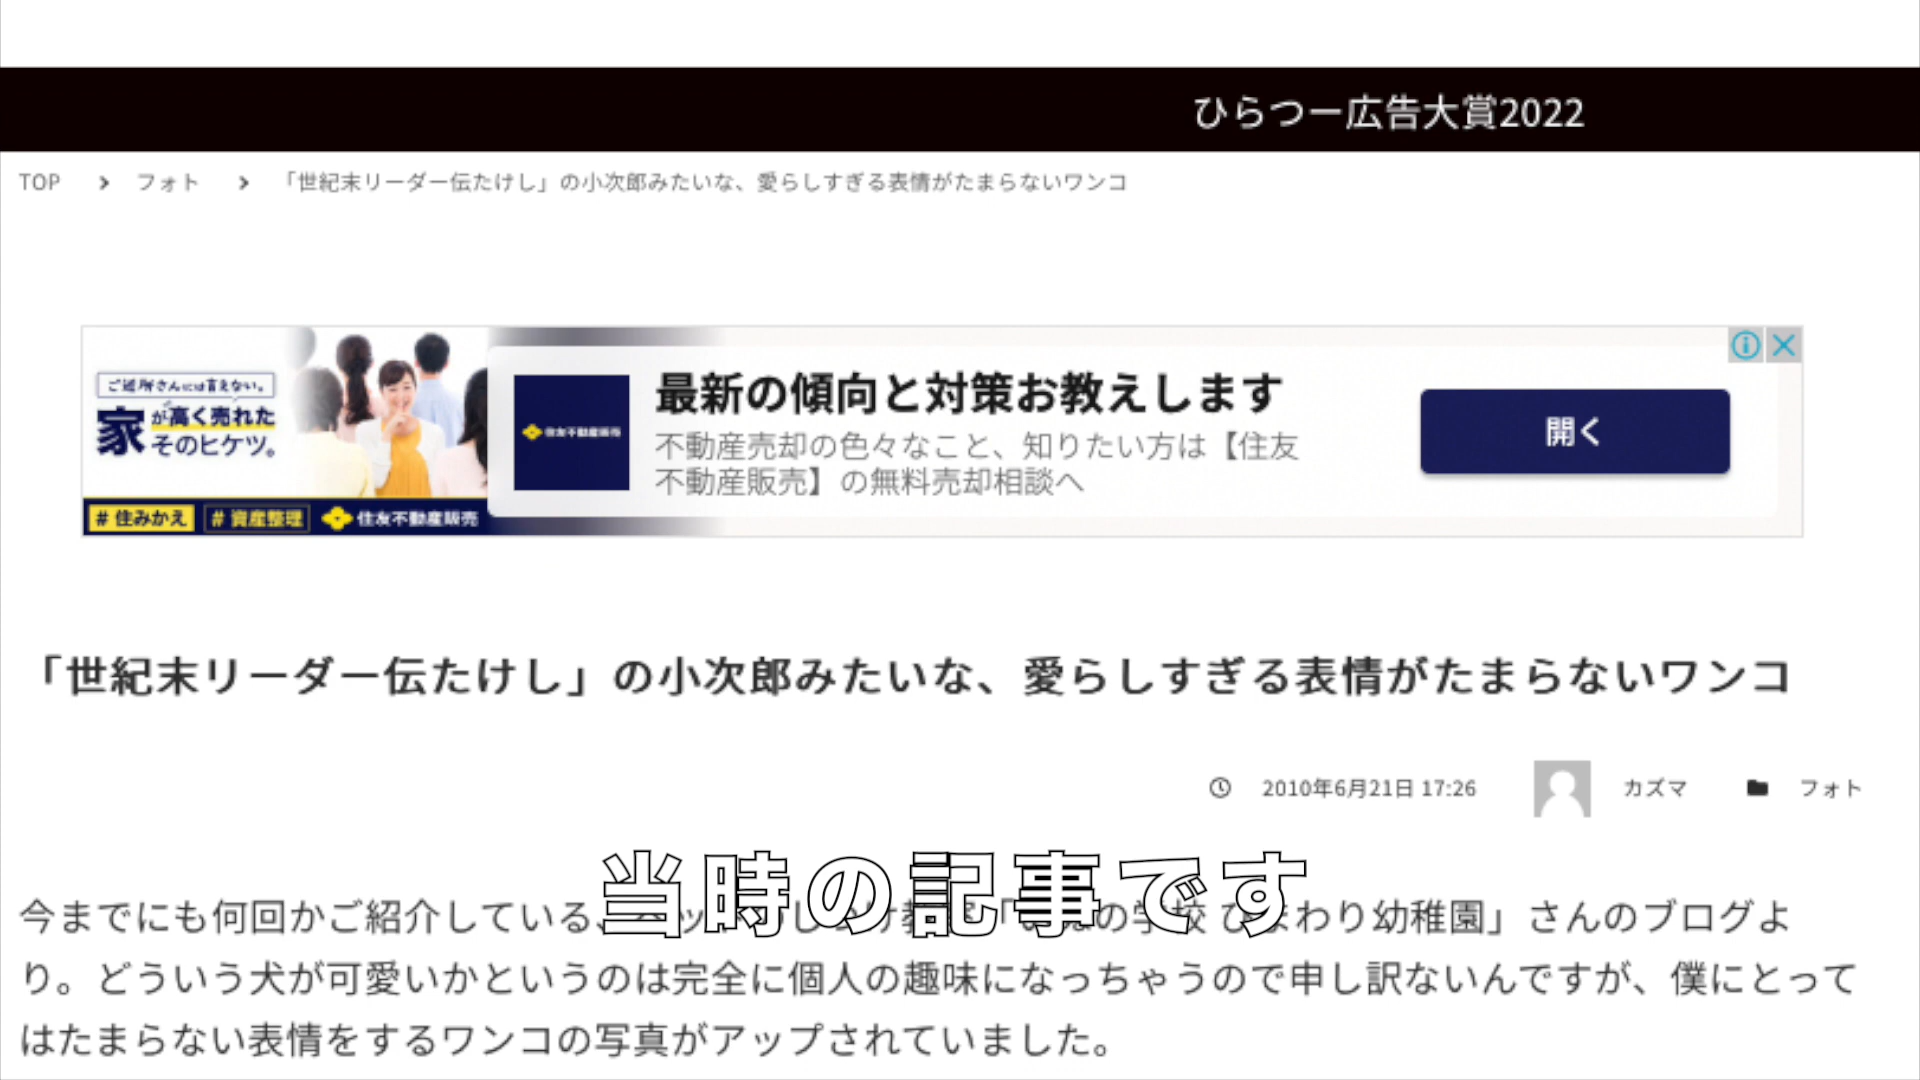 ひらつー広告大賞2022
TOP > フォト > 「世紀末リーダー伝たけし」の小次郎みたいな、愛らしすぎる表情がたまらないワンコ
ご近所さんには言えない。
家が高く売れたそのヒケツ。
#住みかえ #資産整理 住友不動産販売
住友不動産販売
最新の傾向と対策お教えします
不動産売却の色々なこと、知りたい方は【住友
不動産販売】の無料売却相談へ
開く
「世紀末リーダー伝たけし」の小次郎みたいな、愛らしすぎる表情がたまらないワンコ
2010年6月21日 17:26 カズマ フォト
当時の記事です
今までにも何回かご紹介している、 の学校 ひまわり幼稚園」さんのブログよ
り。どういう犬が可愛いかというのは完全に個人の趣味になっちゃうので申し訳ないんですが、僕にとって
はたまらない表情をするワンコの写真がアップされていました。